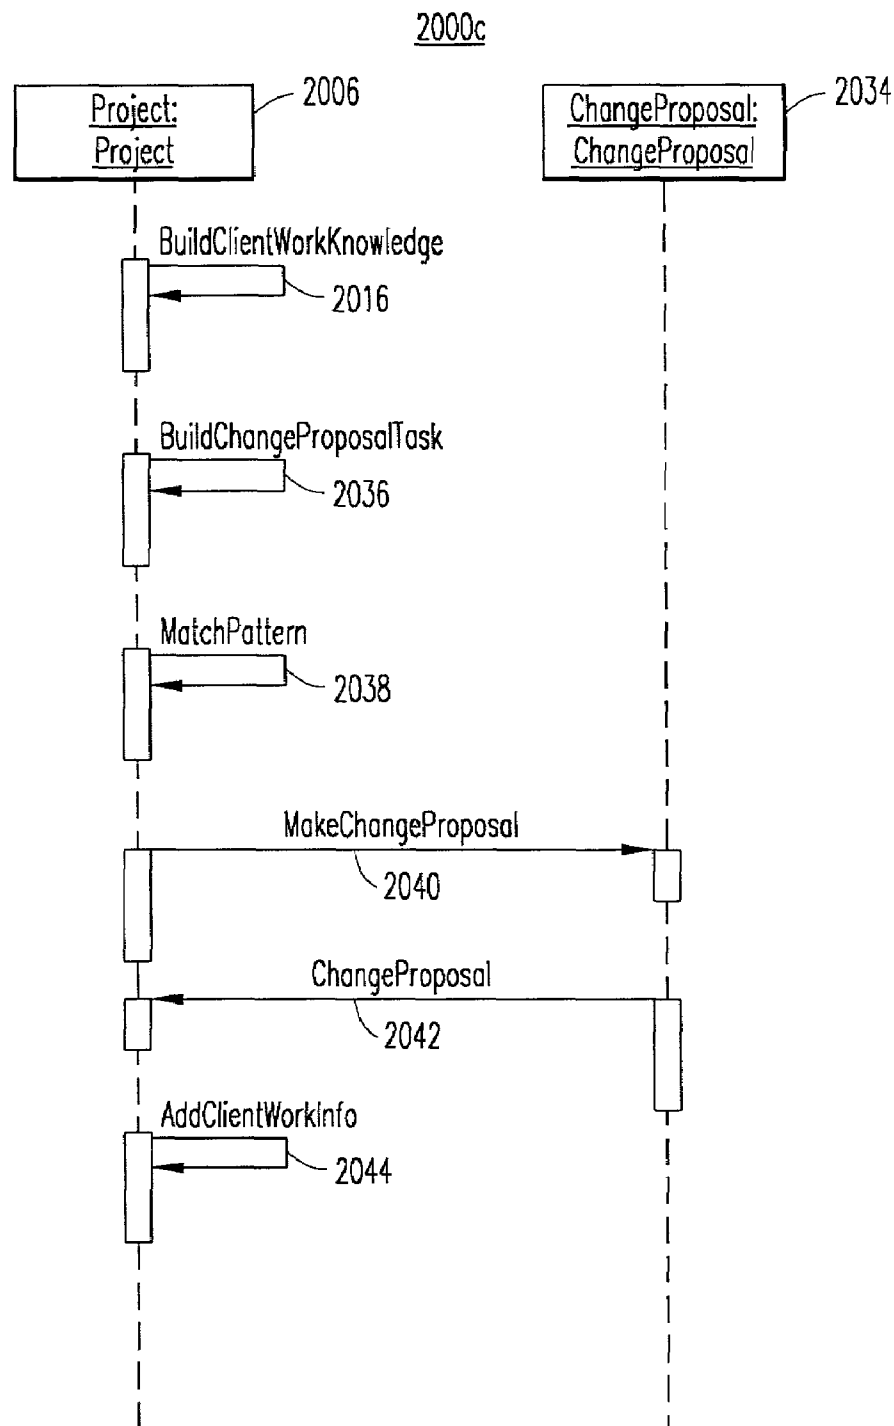 2000c
Project:
Project
2006
ChangeProposal:
ChangeProposal
2034
BuildClientWorkKnowledge
2016
BuildChangeProposalTask
2036
MatchPattern
2038
MakeChangeProposal
2040
ChangeProposal
2042
AddClientWorkInfo
2044